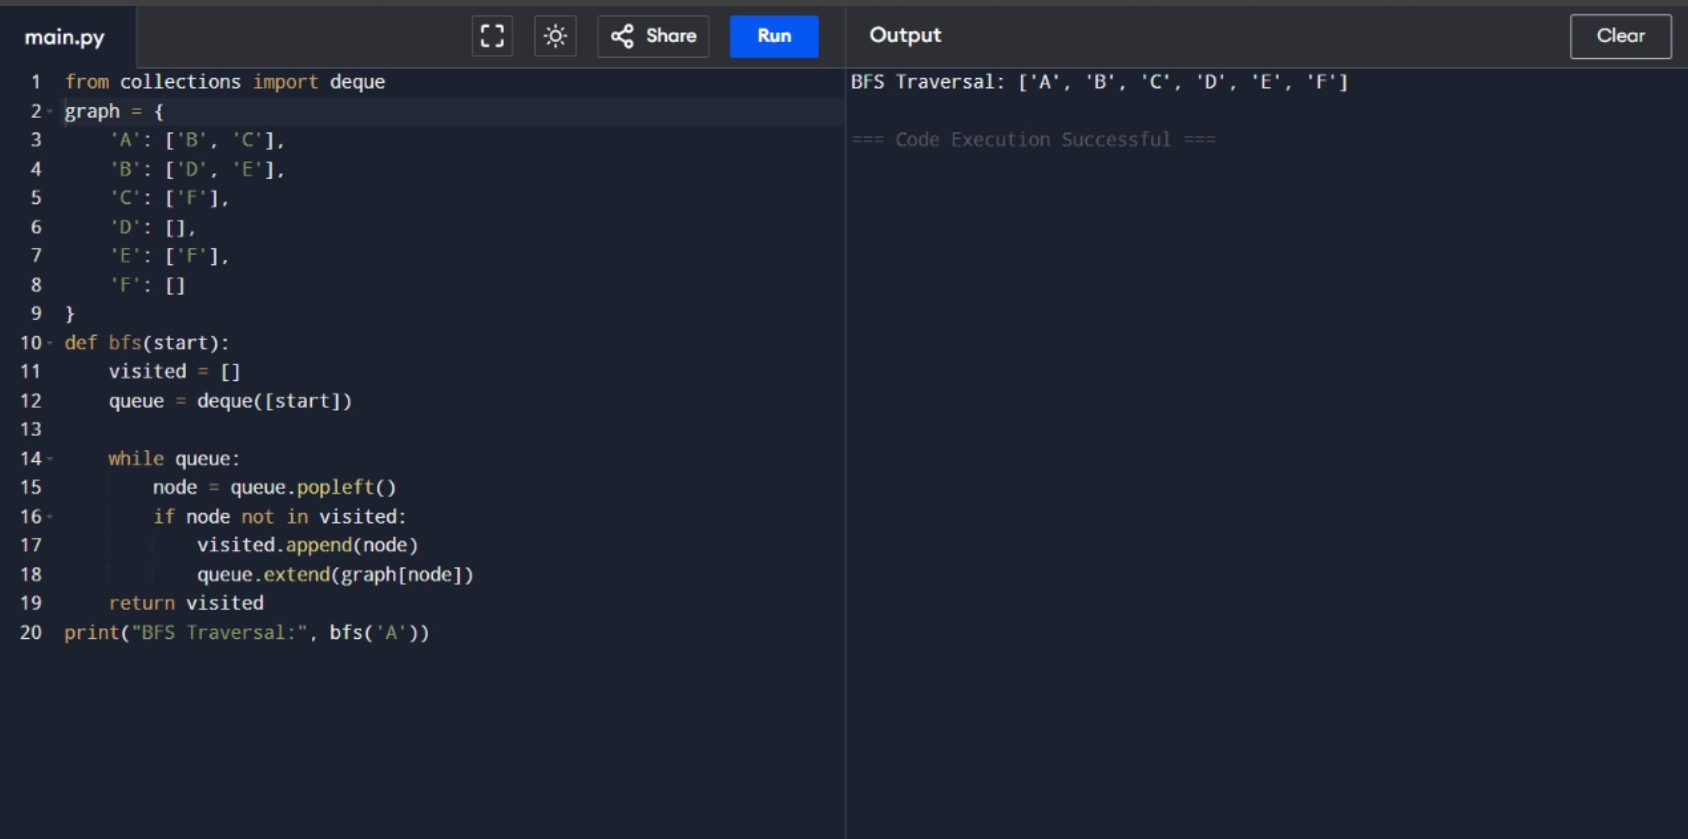 main.py
Share
Run
Output
Clear
1 from collections import deque
2 graph = {
3     'A': ['B', 'C'],
4     'B': ['D', 'E'],
5     'C': ['F'],
6     'D': [],
7     'E': ['F'],
8     'F': []
9 }
10 def bfs(start):
11     visited = []
12     queue = deque([start])
13
14     while queue:
15         node = queue.popleft()
16         if node not in visited:
17             visited.append(node)
18             queue.extend(graph[node])
19     return visited
20 print("BFS Traversal:", bfs('A'))
BFS Traversal: ['A', 'B', 'C', 'D', 'E', 'F']
=== Code Execution Successful ===